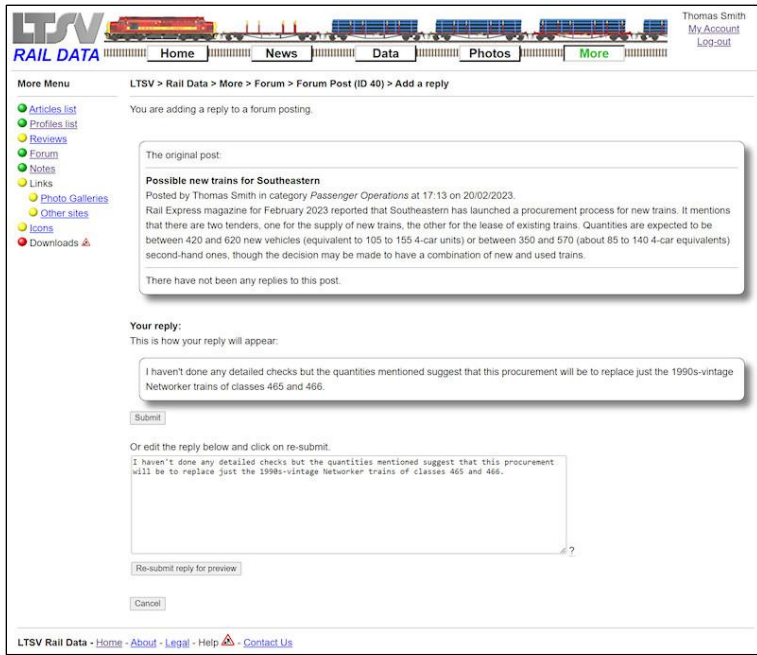 LTSV
RAIL DATA
Home
News
Data
Photos
More
Thomas Smith
My Account
Log-out
More Menu
Articles list
Profiles list
Reviews
Forum
Notes
Links
Photo Galleries
Other sites
Icons
Downloads
LTSV > Rail Data > More > Forum > Forum Post (ID 40) > Add a reply
You are adding a reply to a forum posting.
The original post:
Possible new trains for Southeastern
Posted by Thomas Smith in category Passenger Operations at 17:13 on 20/02/2023.
Rail Express magazine for February 2023 reported that Southeastern has launched a procurement process for new trains. It mentions
that there are two tenders, one for the supply of new trains, the other for the lease of existing trains. Quantities are expected to be
between 420 and 620 new vehicles (equivalent to 105 to 155 4-car units) or between 350 and 570 (about 85 to 140 4-car equivalents)
second-hand ones, though the decision may be made to have a combination of new and used trains.
There have not been any replies to this post.
Your reply:
This is how your reply will appear:
I haven't done any detailed checks but the quantities mentioned suggest that this procurement will be to replace just the 1990s-vintage
Networker trains of classes 465 and 466.
Submit
Or edit the reply below and click on re-submit.
I haven't done any detailed checks but the quantities mentioned suggest that this procurement
will be to replace just the 1990s-vintage Networker trains of classes 465 and 466.
?
Re-submit reply for preview
Cancel
LTSV Rail Data - Home - About - Legal - Help - Contact Us